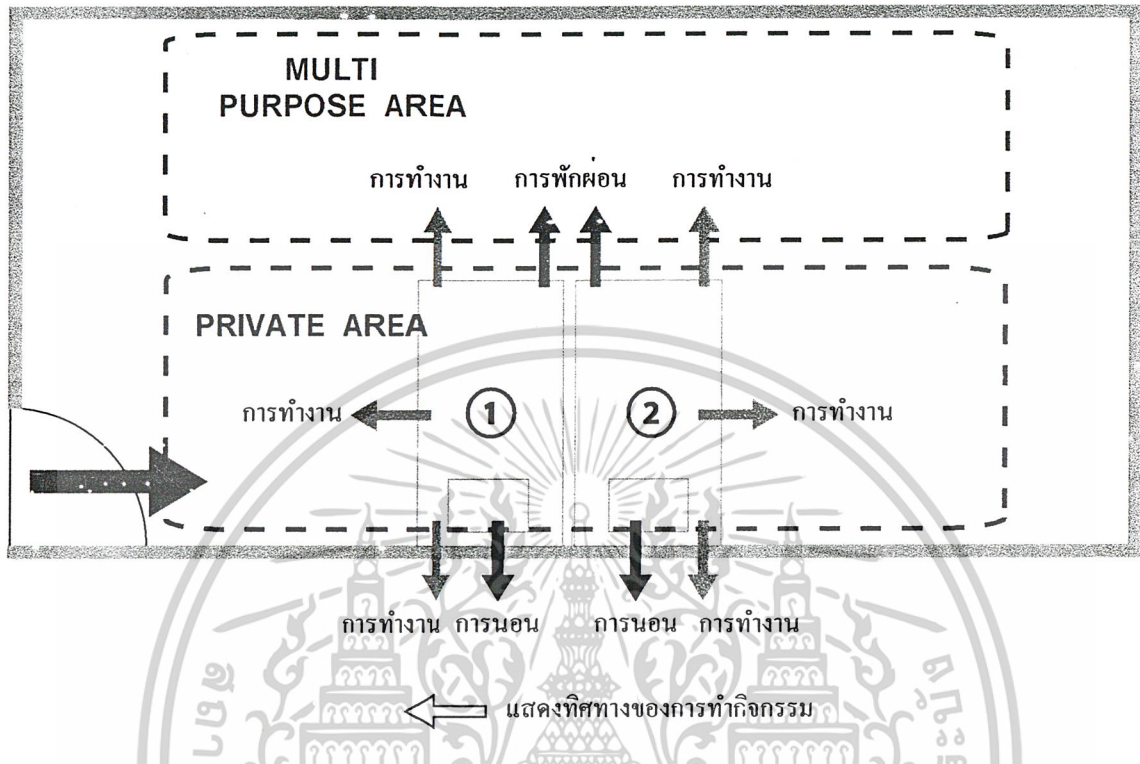 MULTI
PURPOSE AREA
การทำงาน การพักผ่อน การทำงาน
PRIVATE AREA
การทำงาน 1 2 การทำงาน
การทำงาน การนอน การนอน การทำงาน
แสดงทิศทางของการทำกิจกรรม